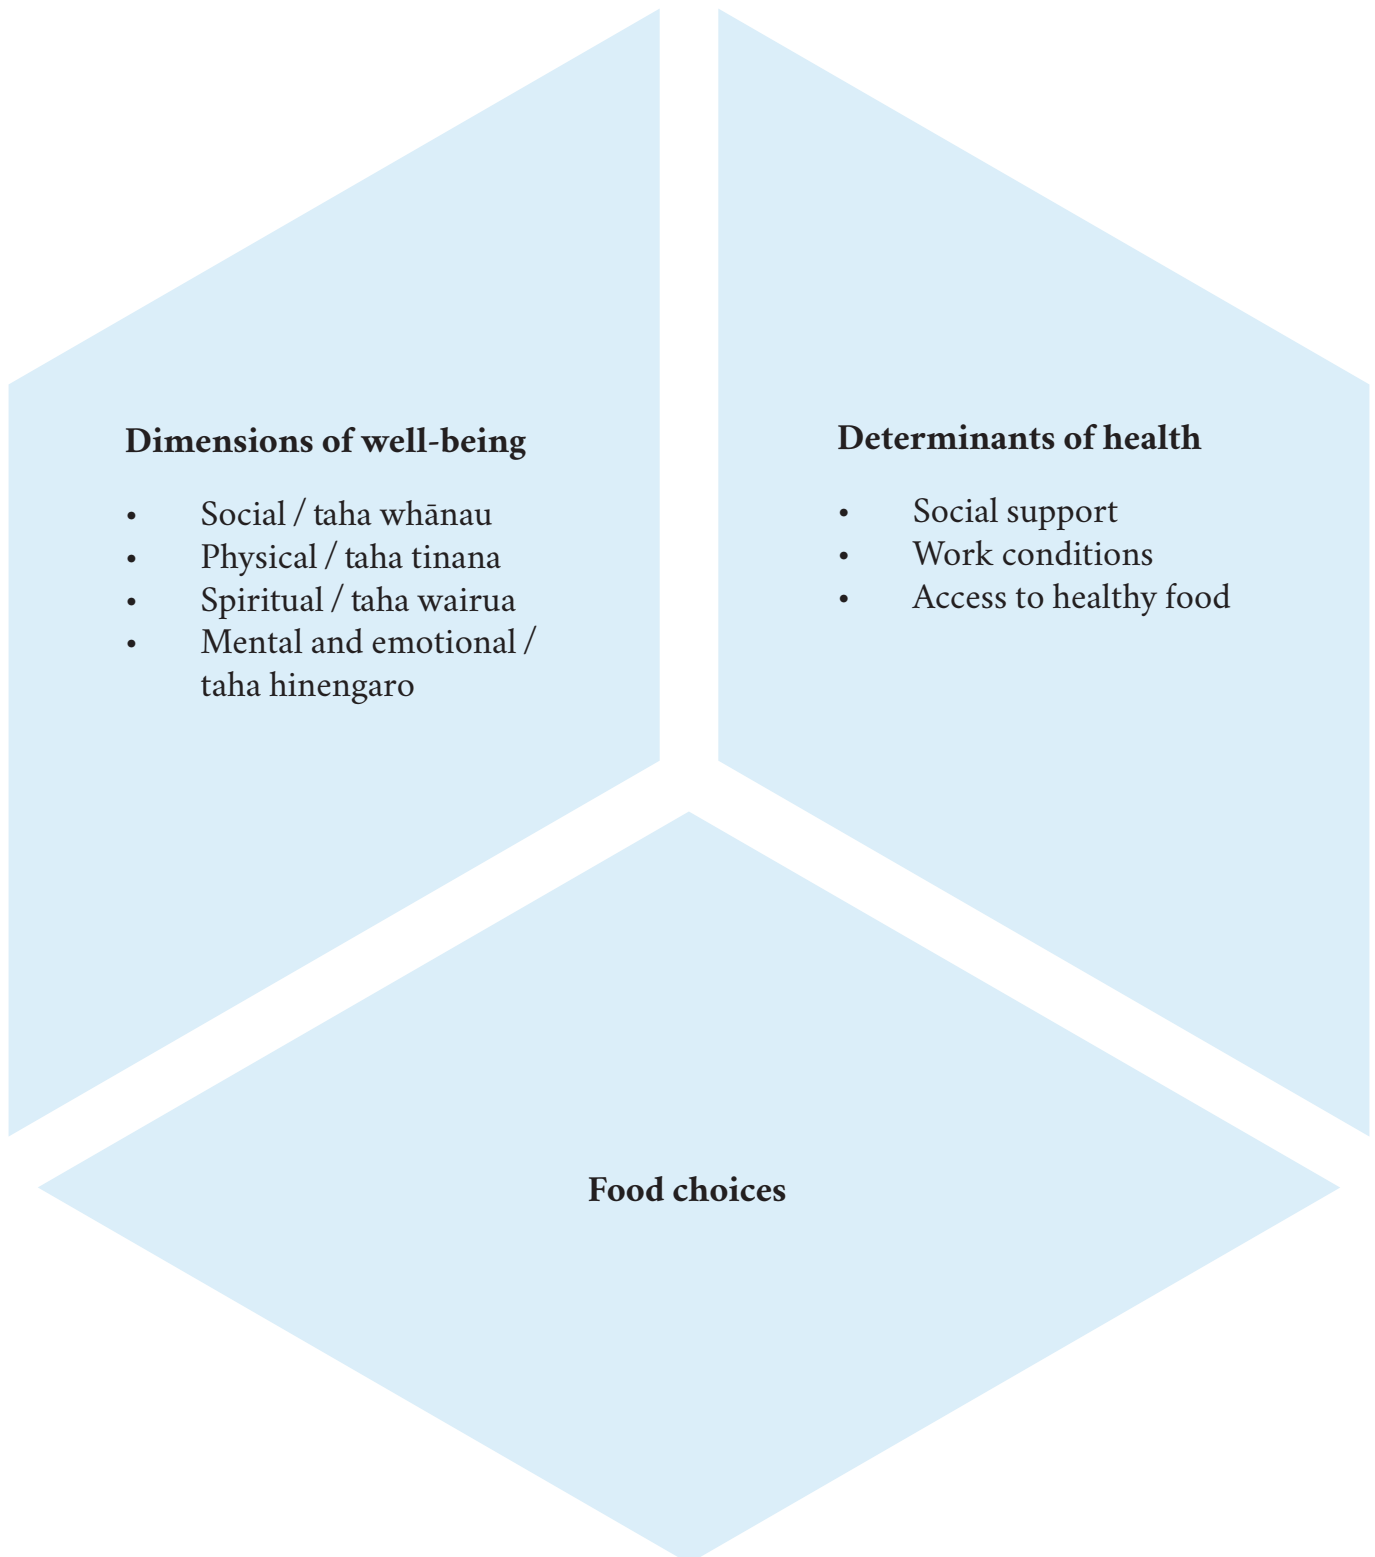 Dimensions of well-being
• Social / taha whānau
• Physical / taha tinana
• Spiritual / taha wairua
• Mental and emotional /
taha hinengaro
Determinants of health
• Social support
• Work conditions
• Access to healthy food
Food choices